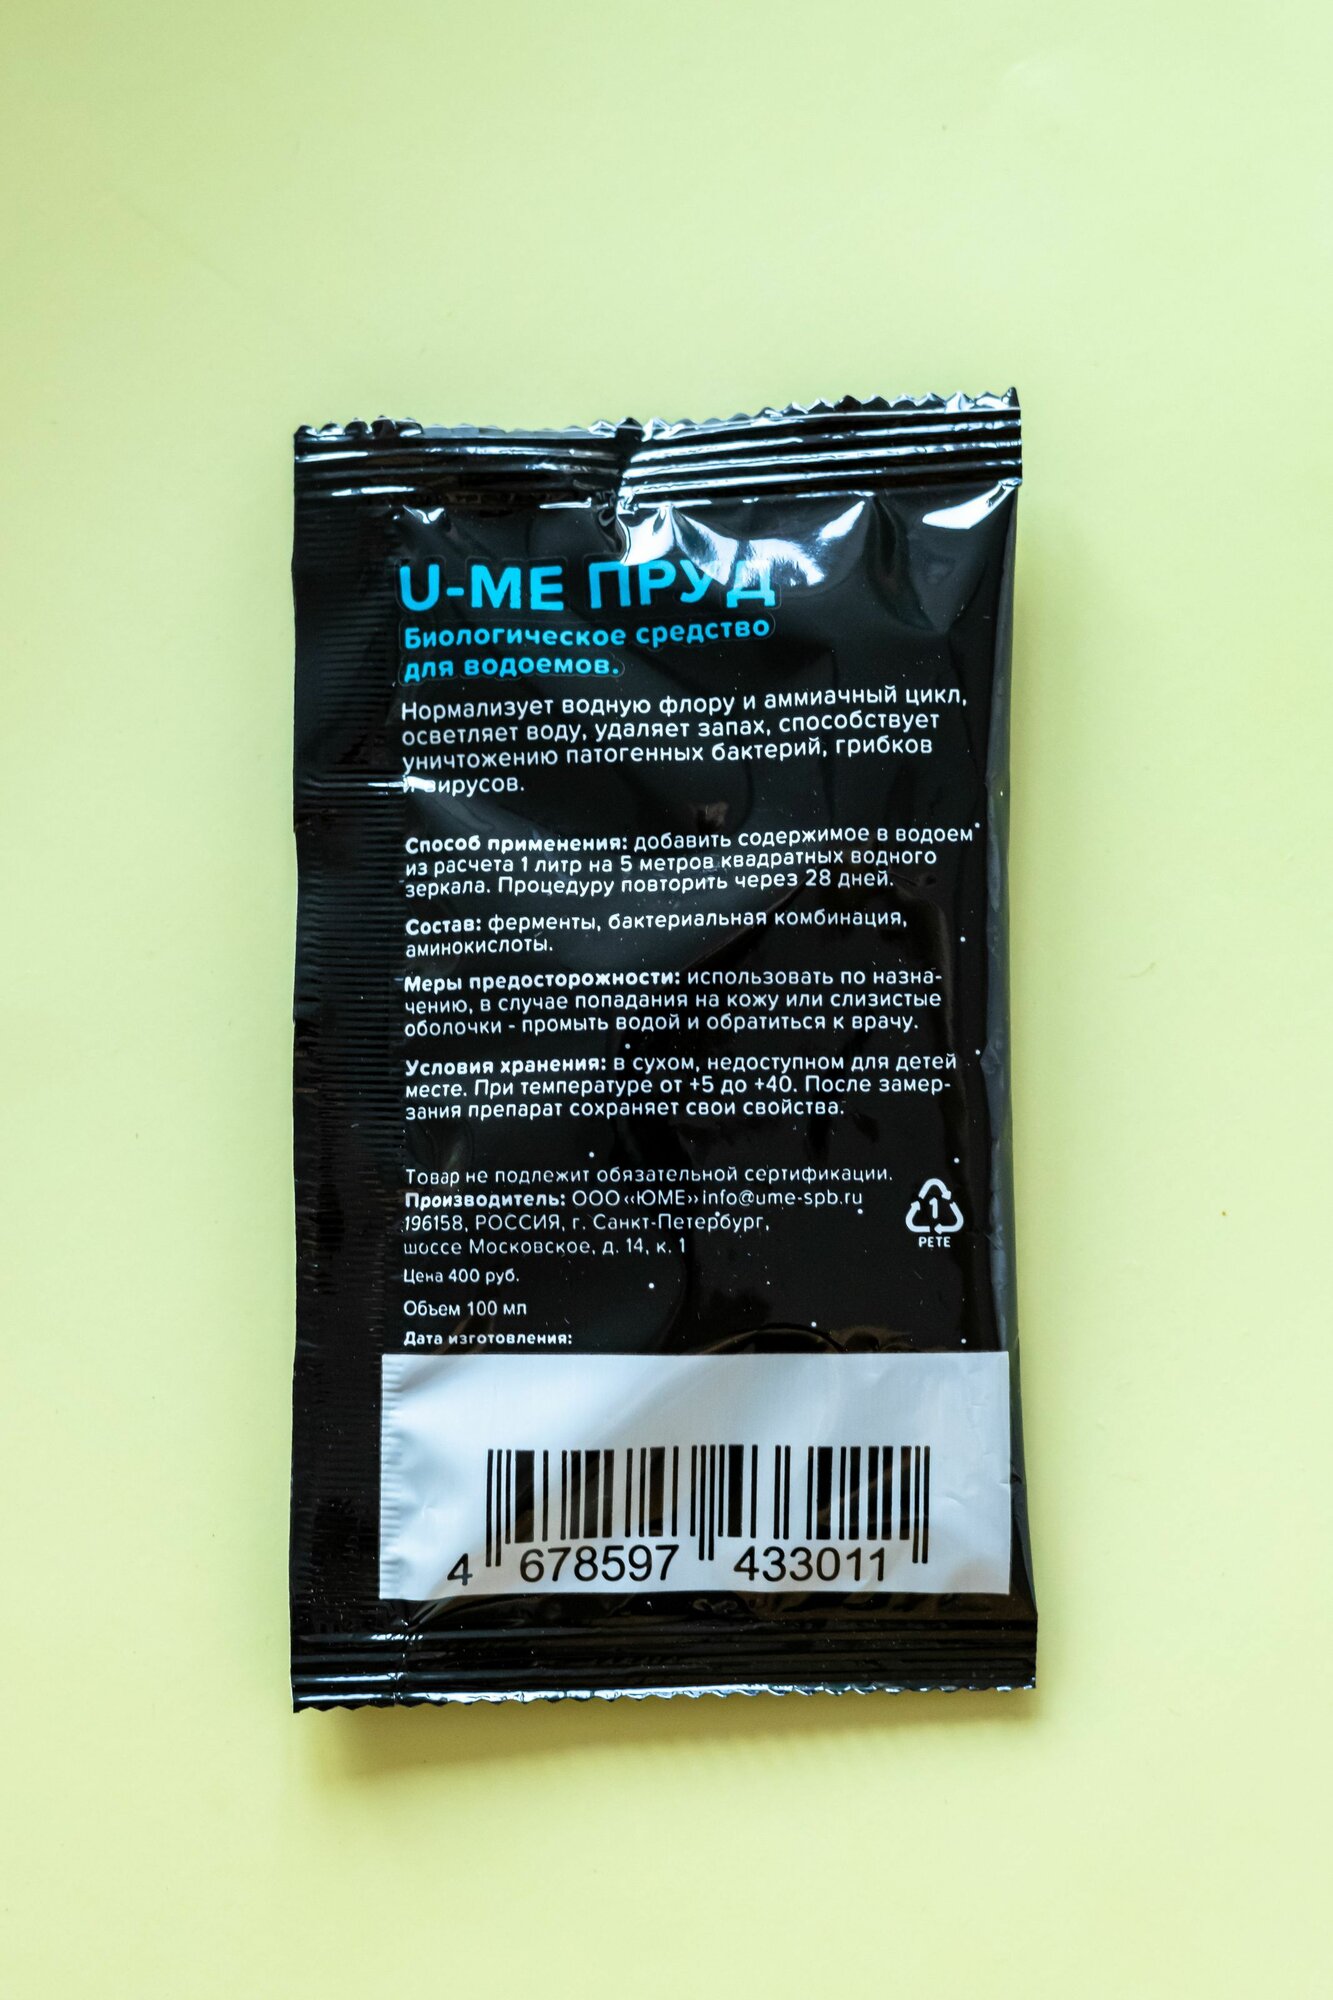 U-ME ПРУД
Биологическое средство
для водоемов.
Нормализует водную флору и аммиачный цикл,
осветляет воду, удаляет запах, способствует
уничтожению патогенных бактерий, грибков
и вирусов.
Способ применения: добавить содержимое в водоем
из расчета 1 литр на 5 метров квадратных водного
зеркала. Процедуру повторить через 28 дней.
Состав: ферменты, бактериальная комбинация,
аминокислоты.
Меры предосторожности: использовать по назна-
чению, в случае попадания на кожу или слизистые
оболочки - промыть водой и обратиться к врачу.
Условия хранения: в сухом, недоступном для детей
месте. При температуре от +5 до +40. После замер-
зания препарат сохраняет свои свойства.
Товар не подлежит обязательной сертификации.
Производитель: ООО «ЮМЕ» info@ume-spb.ru
196158, РОССИЯ, г. Санкт-Петербург,
шоссе Московское, д. 14, к. 1
1
PETE
Цена 400 руб.
Объем 100 мл
Дата изготовления:
4 678597 433011